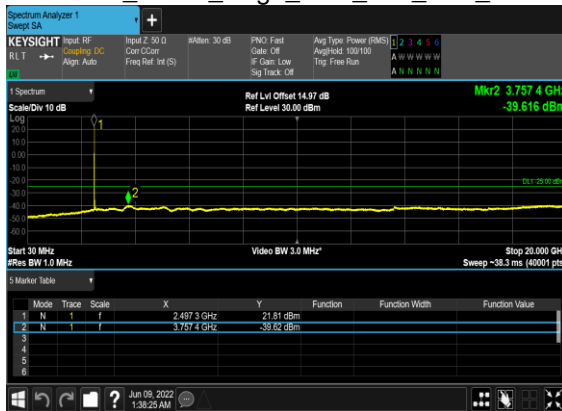 Spectrum Analyzer 1
Swept SA
+
KEYSIGHT Input: RF Input Z: 50 Ω #Atten: 30 dB PNO: Fast Avg Type: Power (RMS) 1 2 3 4 5 6
RLT Coupling: DC Corr CCorr Gate: Off Avg|Hold: 100/100 A W W W W W
Align: Auto Freq Ref: Int (S) IF Gain: Low Trig: Free Run
Sig Track: Off A N N N N N
1 Spectrum Ref Lvl Offset 14.97 dB Mkr2 3.757 4 GHz
Scale/Div 10 dB Ref Level 30.00 dBm -39.616 dBm
Log
20.0
10.0
0.00
-10.0
-20.0
-30.0
-40.0
-50.0
-60.0
1
2
Start 30 MHz Video BW 3.0 MHz* Stop 20.000 GH
#Res BW 1.0 MHz Sweep ~38.3 ms (40001 pts
5 Marker Table
Mode Trace Scale X Y Function Function Width Function Value
1 N 1 f 2.497 3 GHz 21.81 dBm
2 N 1 f 3.757 4 GHz -39.62 dBm
3
4
5
6
? Jun 09, 2022
1:38:25 AM